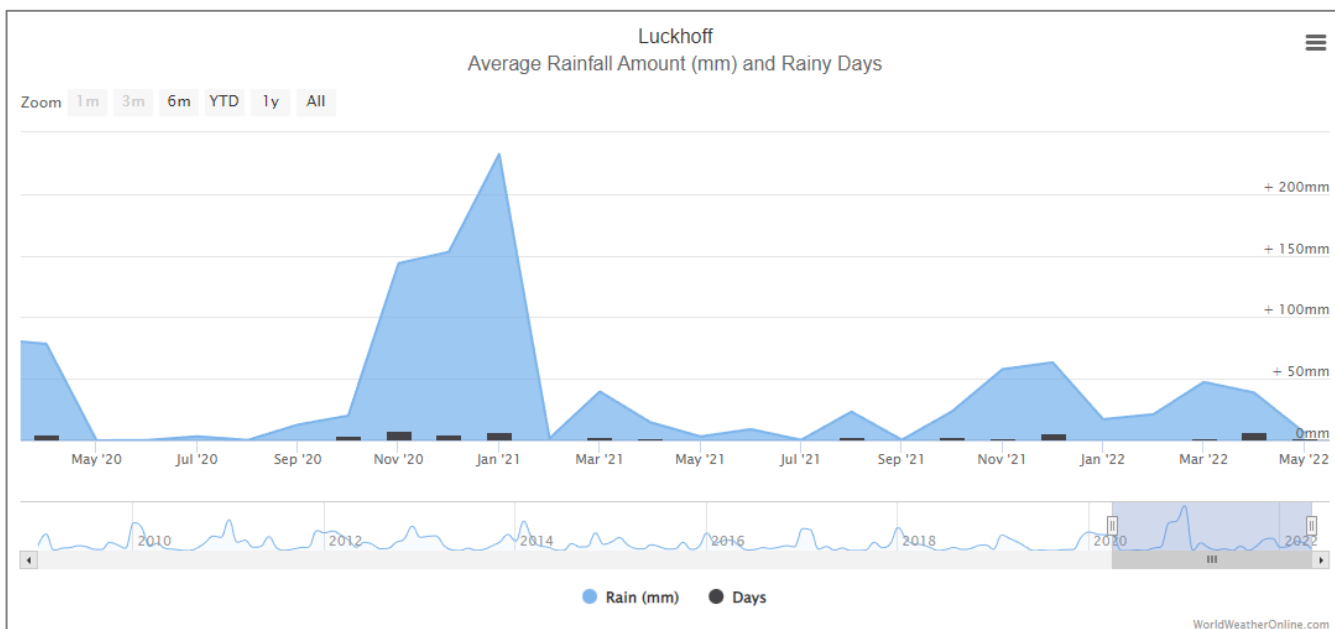 Luckhoff
Average Rainfall Amount (mm) and Rainy Days
Zoom 1m 3m 6m YTD 1y All
+ 200mm
+ 150mm
+ 100mm
+ 50mm
0mm
May '20 Jul '20 Sep '20 Nov '20 Jan '21 Mar '21 May '21 Jul '21 Sep '21 Nov '21 Jan '22 Mar '22 May '22
2010 2012 2014 2016 2018 2020 2022
Rain (mm) Days
WorldWeatherOnline.com